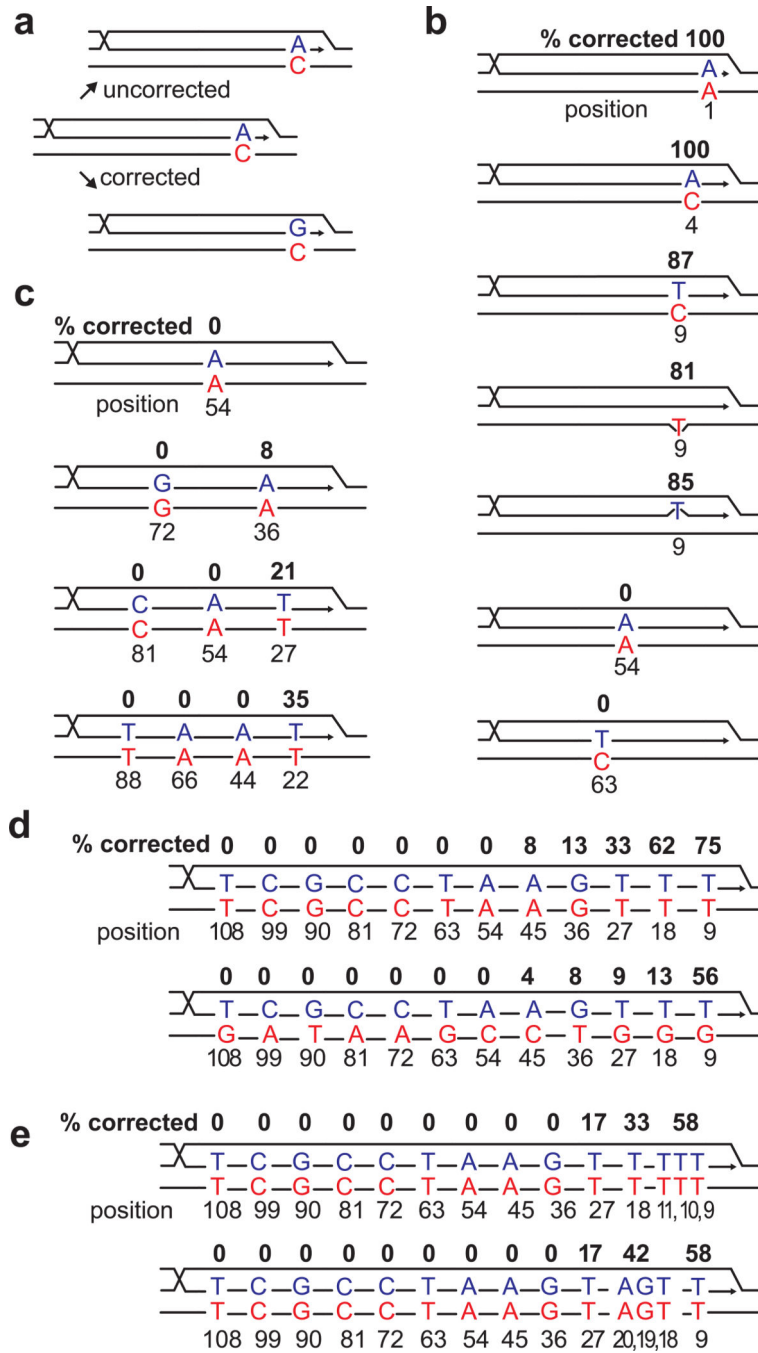 a
A
C
uncorrected
A
C
corrected
G
C
b
% corrected 100
A
A
position 1
100
A
C
4
87
T
C
9
81
T
9
85
T
9
0
A
A
54
0
T
C
63
c
% corrected 0
A
A
position 54
0 8
G A
G A
72 36
0 0 21
C A T
C A T
81 54 27
0 0 0 35
T A A T
T A A T
88 66 44 22
d
% corrected 0 0 0 0 0 0 0 8 13 33 62 75
T C G C C T A A G T T T
T C G C C T A A G T T T
position 108 99 90 81 72 63 54 45 36 27 18 9
0 0 0 0 0 0 0 4 8 9 13 56
T C G C C T A A G T T T
G A T A A G C C T G G G
108 99 90 81 72 63 54 45 36 27 18 9
e
% corrected 0 0 0 0 0 0 0 0 0 17 33 58
T C G C C T A A G T T TTT
T C G C C T A A G T T TTT
position 108 99 90 81 72 63 54 45 36 27 18 11, 10, 9
0 0 0 0 0 0 0 0 0 17 42 58
T C G C C T A A G T AGT T
T C G C C T A A G T AGT T
108 99 90 81 72 63 54 45 36 27 20,19,18 9